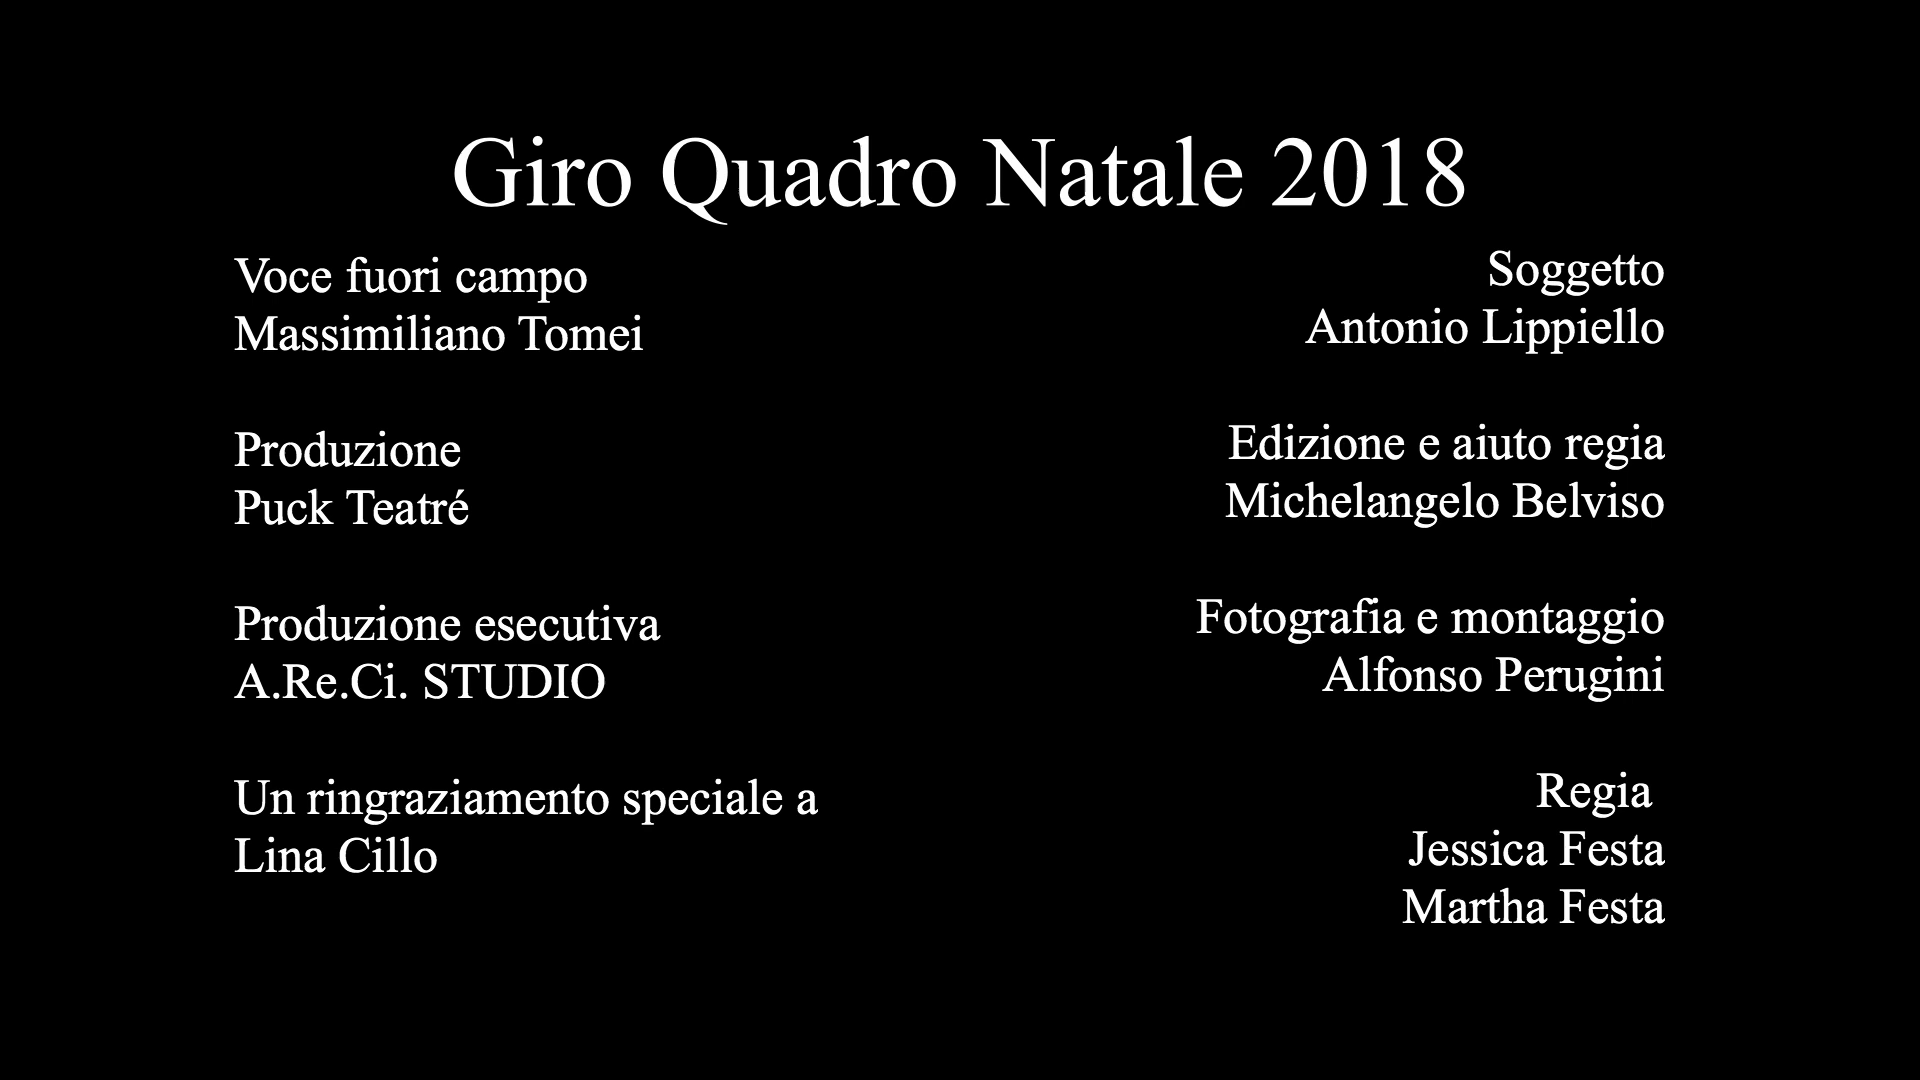 Giro Quadro Natale 2018
Voce fuori campo
Massimiliano Tomei
Produzione
Puck Teatré
Produzione esecutiva
A.Re.Ci. STUDIO
Un ringraziamento speciale a
Lina Cillo
Soggetto
Antonio Lippiello
Edizione e aiuto regia
Michelangelo Belviso
Fotografia e montaggio
Alfonso Perugini
Regia
Jessica Festa
Martha Festa